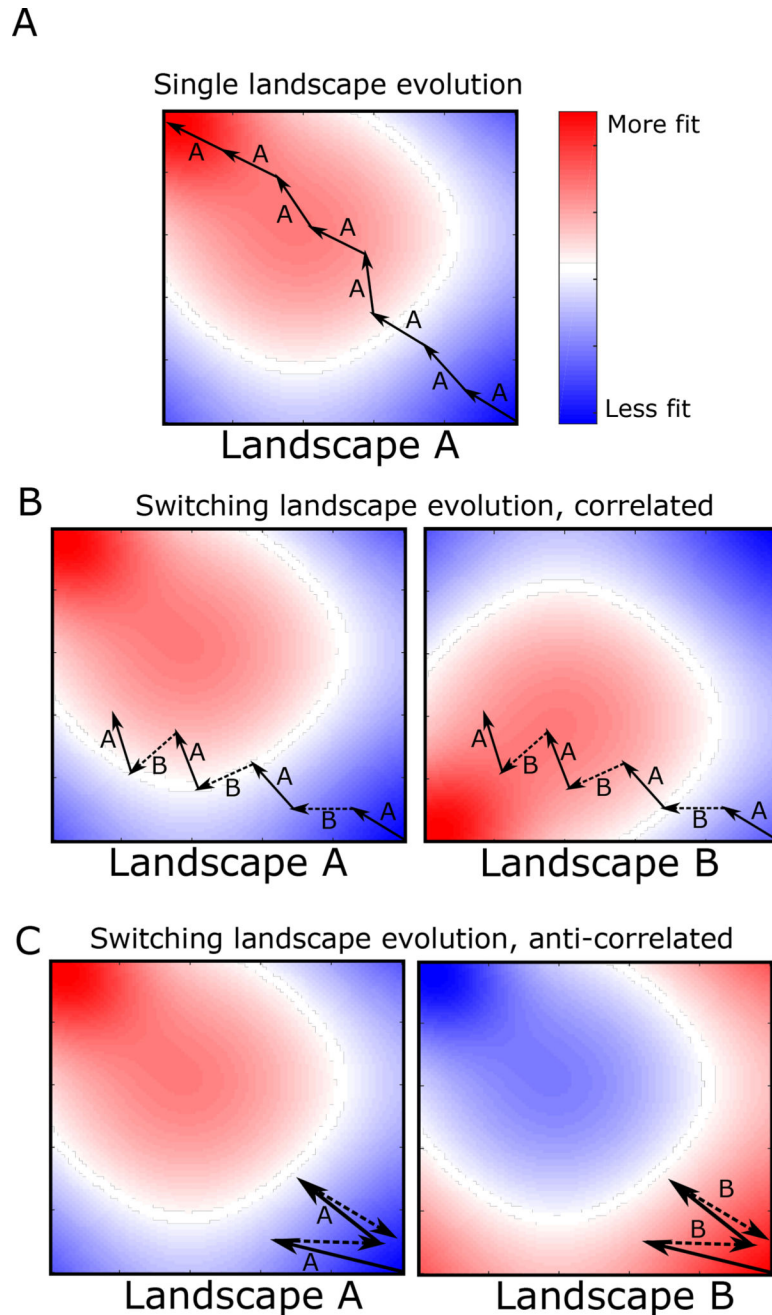 A
Single landscape evolution
More fit
A
A
A
A
A
A
A
A
Less fit
Landscape A
B
Switching landscape evolution, correlated
A
B
A
B
A
B
A
A
B
A
B
A
B
A
Landscape A
Landscape B
C
Switching landscape evolution, anti-correlated
A
A
B
B
Landscape A
Landscape B